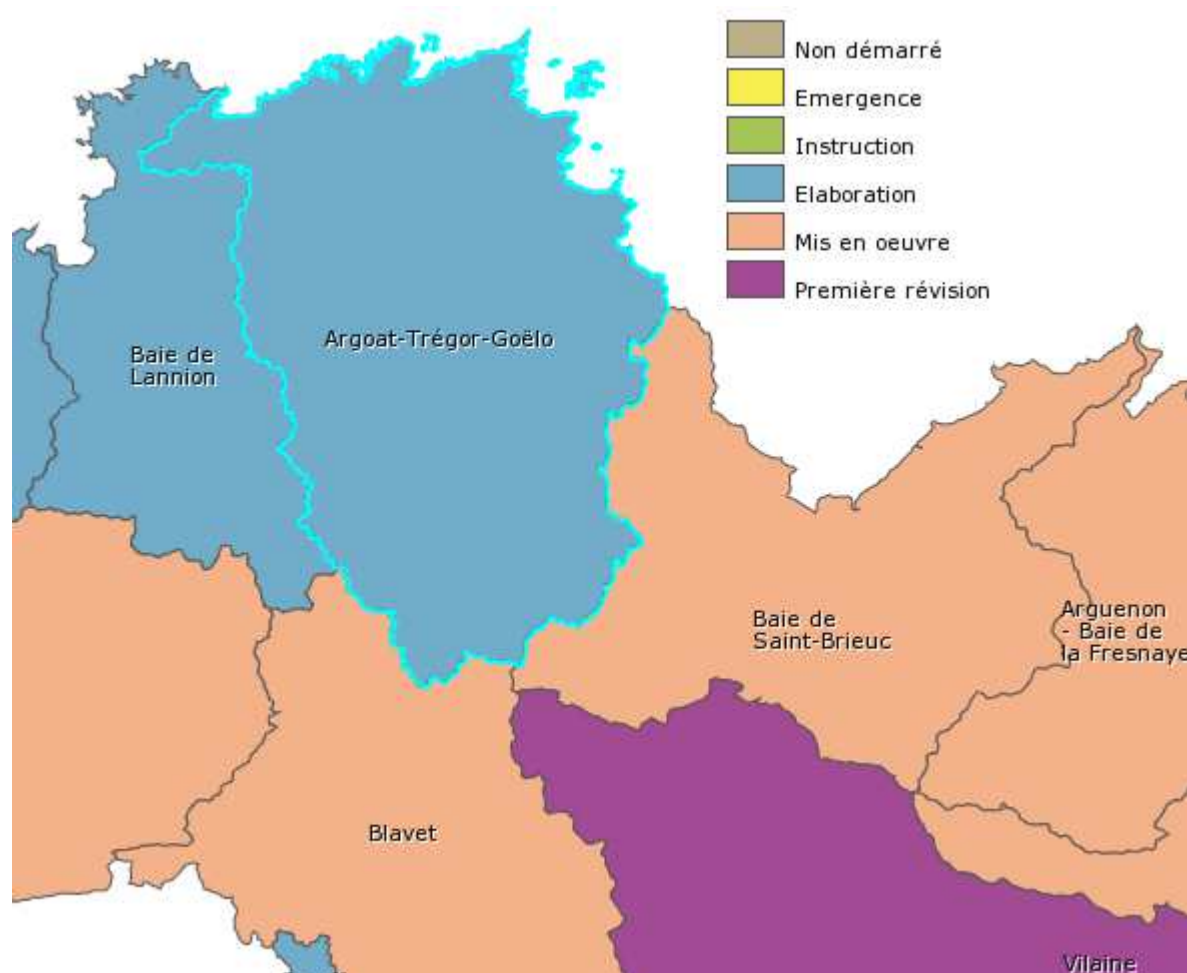 Non démarré
Emergence
Instruction
Elaboration
Mis en oeuvre
Première révision
Argoat-Trégor-Goëlo
Baie de
Lannion
Baie de
Saint-Brieuc
Arguenon
- Baie de
la Fresnaye
Blavet
Vilaine